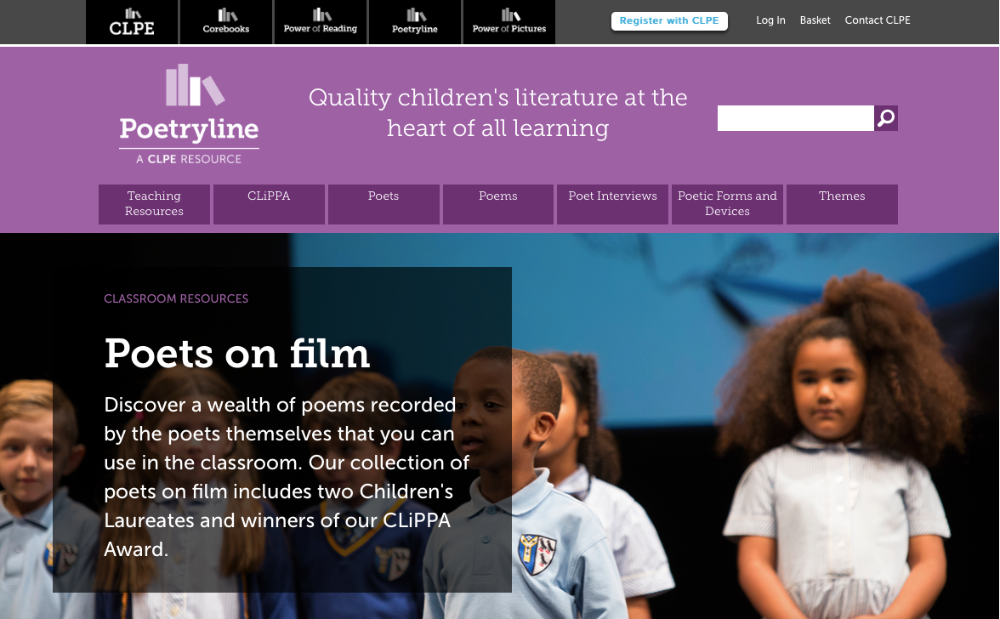 CLPE
Corebooks
Power of Reading
Poetryline
Power of Pictures
Register with CLPE
Log In
Basket
Contact CLPE
Poetryline
A CLPE RESOURCE
Quality children's literature at the
heart of all learning
Teaching
Resources
CLiPPA
Poets
Poems
Poet Interviews
Poetic Forms and
Devices
Themes
CLASSROOM RESOURCES
Poets on film
Discover a wealth of poems recorded
by the poets themselves that you can
use in the classroom. Our collection of
poets on film includes two Children's
Laureates and winners of our CLiPPA
Award.